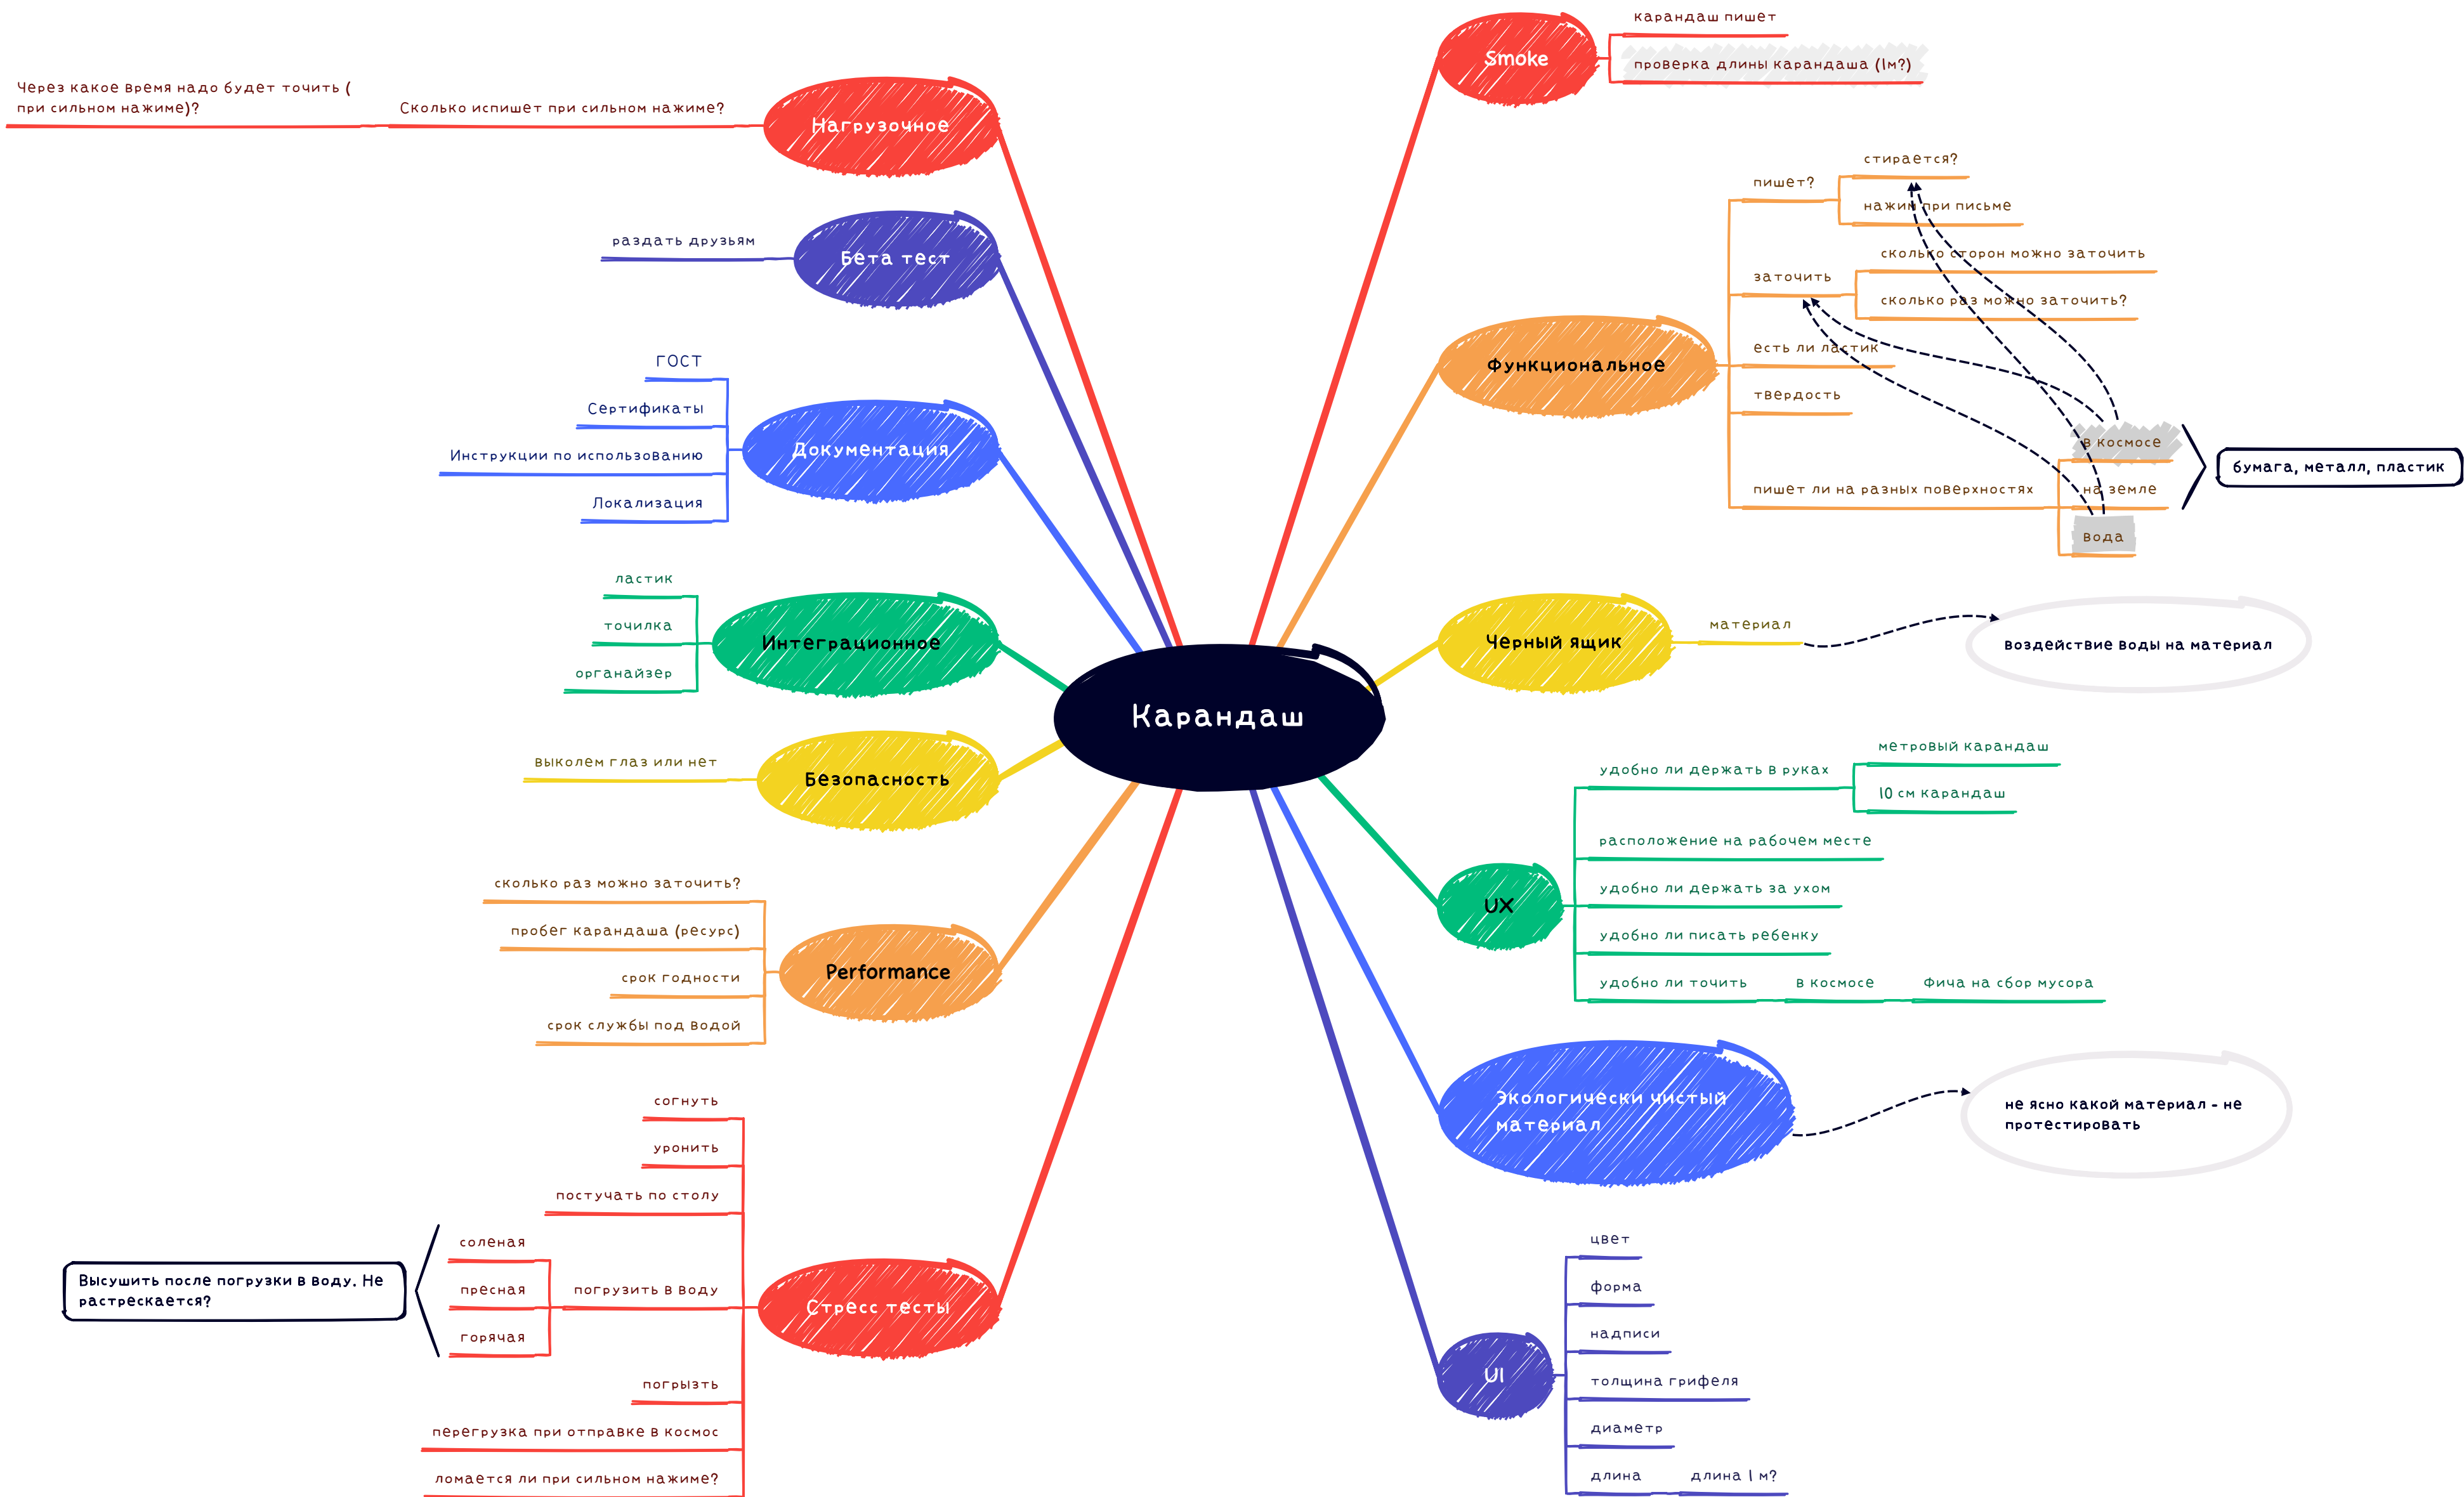 Карандаш
Smoke
карандаш пишет
проверка длины карандаша (1м?)
Функциональное
пишет?
стирается?
нажим при письме
заточить
сколько сторон можно заточить
сколько раз можно заточить?
есть ли ластик
твердость
пишет ли на разных поверхностях
в космосе
на земле
вода
бумага, металл, пластик
Черный ящик
материал
воздействие воды на материал
UX
удобно ли держать в руках
метровый карандаш
10 см карандаш
расположение на рабочем месте
удобно ли держать за ухом
удобно ли писать ребенку
удобно ли точить
в космосе
Фича на сбор мусора
Экологически чистый
материал
не ясно какой материал - не
протестировать
UI
цвет
форма
надписи
толщина грифеля
диаметр
длина
длина 1 м?
Нагрузочное
Сколько испишет при сильном нажиме?
Через какое время надо будет точить (
при сильном нажиме)?
Бета тест
раздать друзьям
Документация
ГОСТ
Сертификаты
Инструкции по использованию
Локализация
Интеграционное
ластик
точилка
органайзер
Безопасность
выколем глаз или нет
Performance
сколько раз можно заточить?
пробег карандаша (ресурс)
срок годности
срок службы под водой
Стресс тесты
согнуть
уронить
постучать по столу
погрузить в воду
соленая
пресная
горячая
Высушить после погрузки в воду. Не
растрескается?
погрызть
перегрузка при отправке в космос
ломается ли при сильном нажиме?